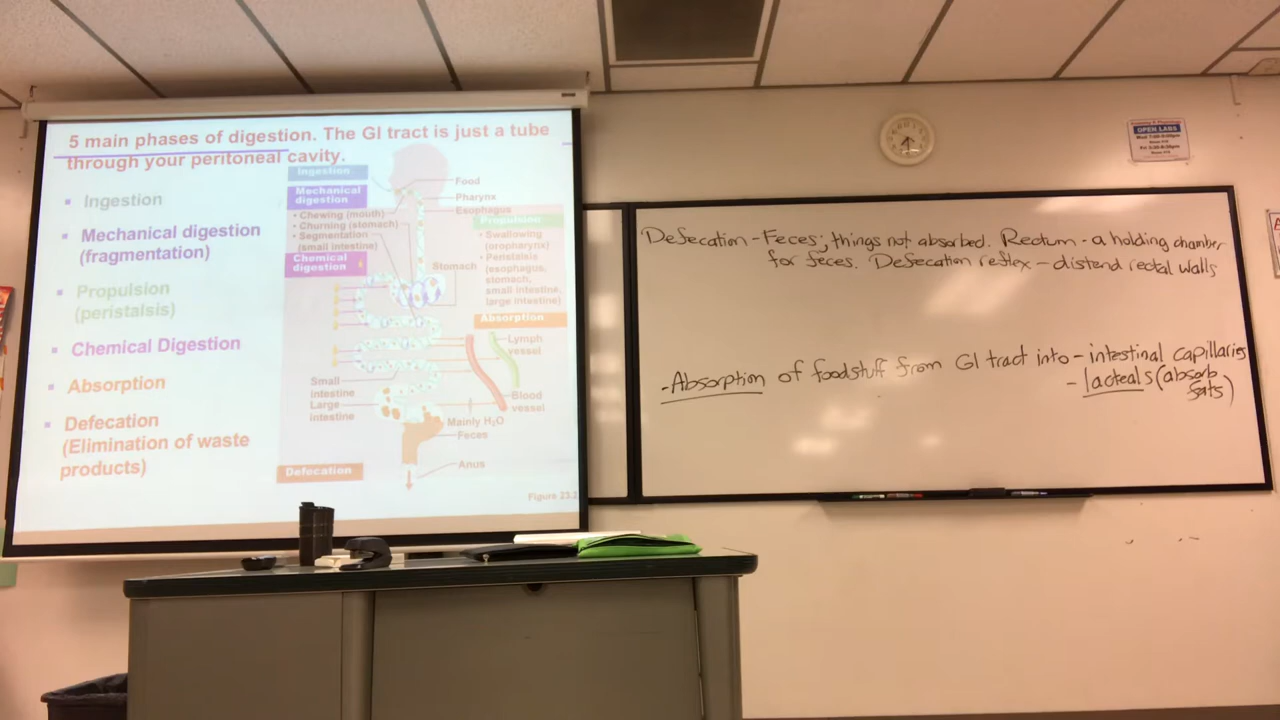 5 main phases of digestion. The GI tract is just a tube
through your peritoneal cavity.
Ingestion
Mechanical digestion
(fragmentation)
Propulsion
(peristalsis)
Chemical Digestion
Absorption
Defecation
(Elimination of waste
products)
Ingestion
Mechanical
digestion
• Chewing (mouth)
• Churning (stomach)
• Segmentation
(small intestine)
Chemical
digestion
Food
Pharynx
Esophagus
Propulsion
• Swallowing
(oropharynx)
• Peristalsis
(esophagus,
stomach,
small intestine,
large intestine)
Stomach
Absorption
Lymph
vessel
Small
intestine
Large
intestine
Blood
vessel
Mainly H2O
Feces
Defecation
Anus
Figure 23.2
Defecation - Feces; things not absorbed. Rectum - a holding chamber
for feces. Defecation reflex - distend rectal walls
- Absorption of foodstuff from GI tract into - intestinal capillaries
- lacteals (absorb
fats)
OPEN LABS